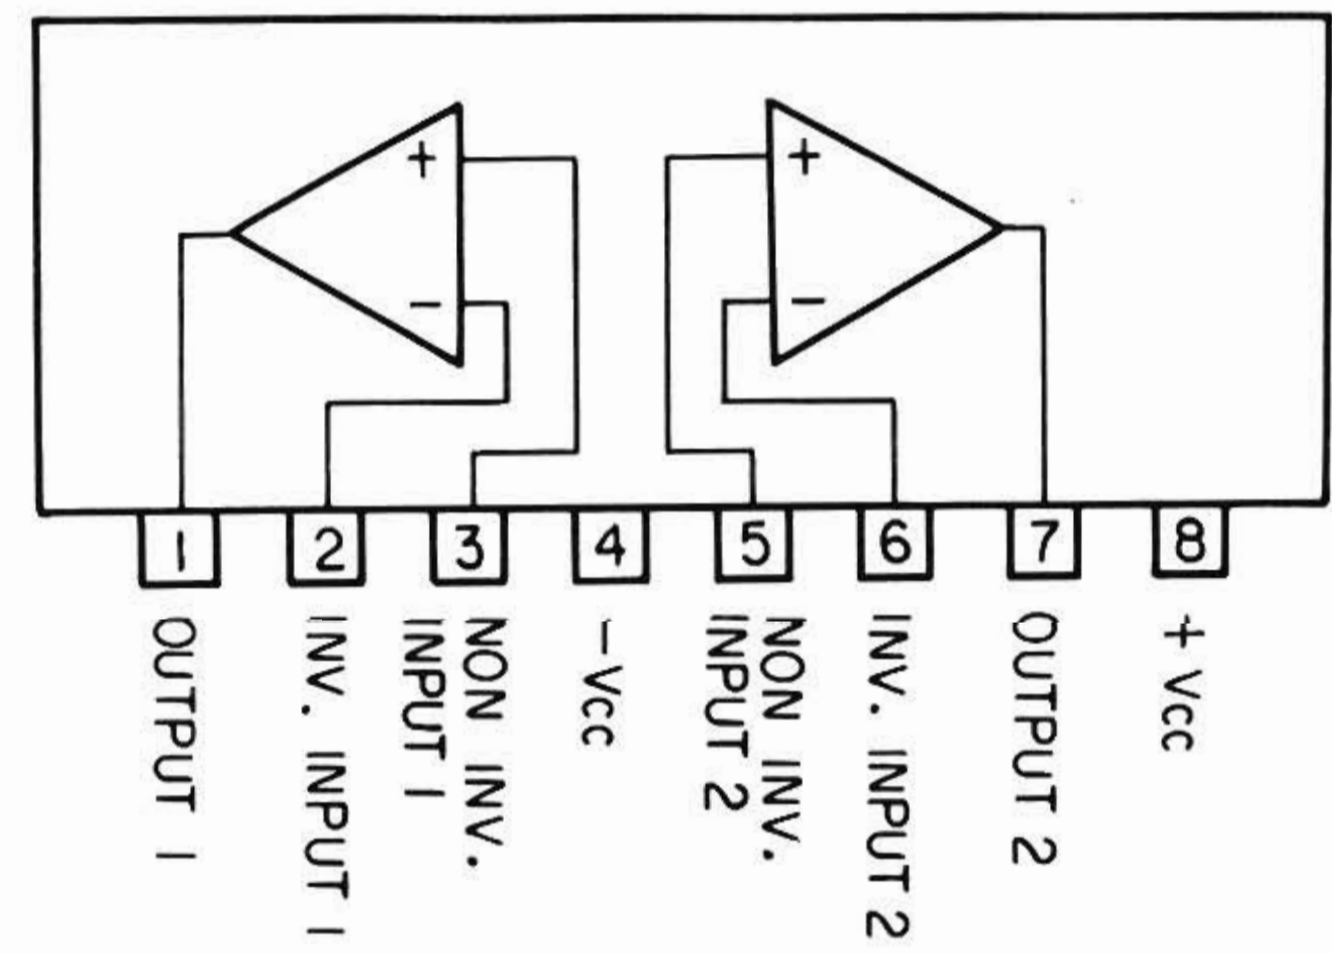 +
−
+
−
1
2
3
4
5
6
7
8
OUTPUT 1
INV. INPUT 1
NON INV.
INPUT 1
−Vcc
NON INV.
INPUT 2
INV. INPUT 2
OUTPUT 2
+Vcc